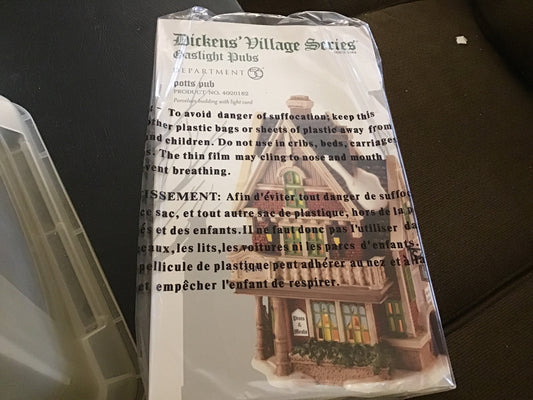 Dickens' Village Series
Gaslight Pubs
DEPARTMENT 56
potts pub
PRODUCT NO. 4020182
Porcelain building with light cord
To avoid danger of suffocation; keep this
other plastic bags or sheets of plastic away from
and children. Do not use in cribs, beds, carriages
The thin film may cling to nose and mouth
breathing.
ISSEMENT: Afin d'éviter tout danger de suffoc
ce sac, et tout autre sac de plastique, hors de la p
és et des enfants. Il ne faut donc pas l'utiliser da
eaux, les lits, les voitures ni les parcs d'enfants.
pellicule de plastique peut adhérer au nez et à la
et empêcher l'enfant de respirer.
&